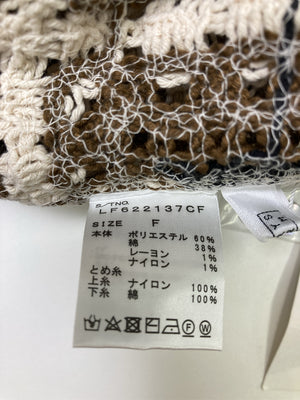 S/TNO.
LF622137CF
SIZE F
本体 ポリエステル 60%
綿 38%
レーヨン 1%
ナイロン 1%
とめ糸
上糸 ナイロン 100%
下糸 綿 100%